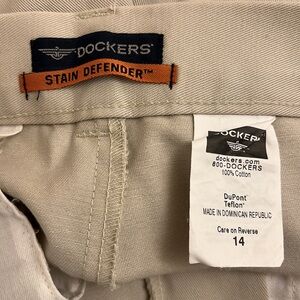 DOCKERS®
STAIN DEFENDER™
DOCKERS
dockers.com
800-DOCKERS
100% Cotton
DuPont
Teflon®
MADE IN DOMINICAN REPUBLIC
Care on Reverse
14